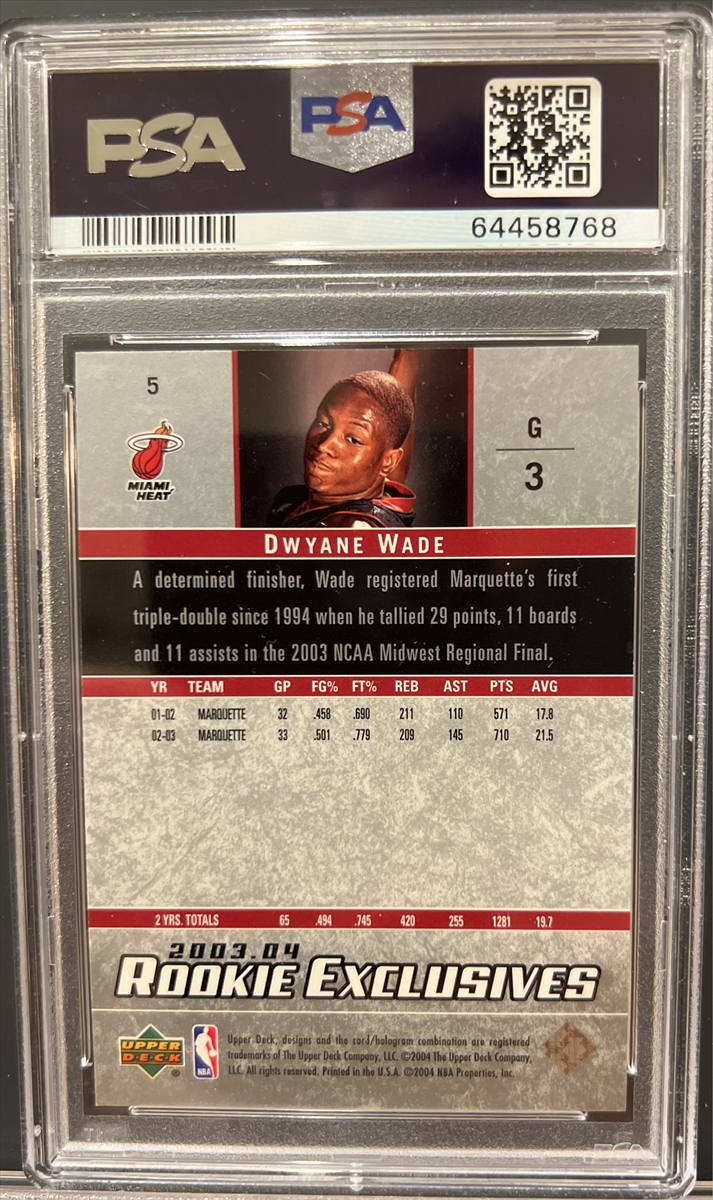 PSA
PSA
64458768
5
MIAMI
HEAT
G
3
DWYANE WADE
A determined finisher, Wade registered Marquette's first
triple-double since 1994 when he tallied 29 points, 11 boards
and 11 assists in the 2003 NCAA Midwest Regional Final.
YR TEAM GP FG% FT% REB AST PTS AVG
01-02 MARQUETTE 32 .458 .690 211 110 571 17.8
02-03 MARQUETTE 33 .501 .779 209 145 710 21.5
2 YRS. TOTALS 65 .494 .745 420 255 1281 19.7
2003.04
ROOKIE EXCLUSIVES
UPPER
DECK
®
NBA
Upper Deck, designs and the card/hologram combination are registered
trademarks of The Upper Deck Company, LLC. ©2004 The Upper Deck Company,
LLC. All rights reserved. Printed in the U.S.A. ©2004 NBA Properties, Inc.
PSA